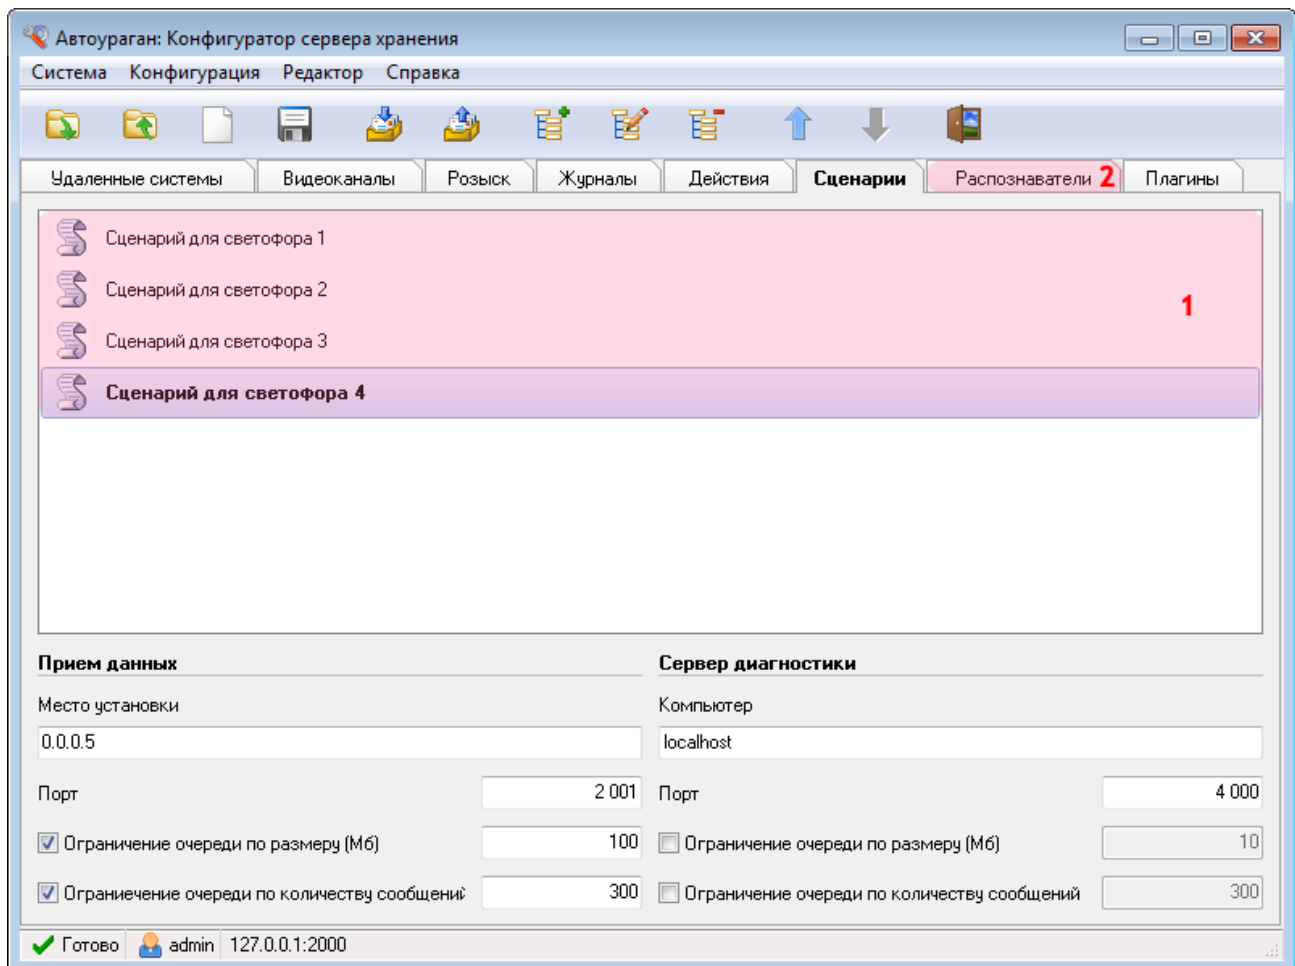 Автоураган: Конфигуратор сервера хранения
Система Конфигурация Редактор Справка
Удаленные системы Видеоканалы Розыск Журналы Действия Сценарии Распознаватели 2 Плагины
Сценарий для светофора 1
Сценарий для светофора 2
1
Сценарий для светофора 3
Сценарий для светофора 4
Прием данных Сервер диагностики
Место установки Компьютер
0.0.0.5 localhost
Порт 2 001 Порт 4 000
Ограничение очереди по размеру (Мб) 100 Ограничение очереди по размеру (Мб) 10
Ограниечение очереди по количеству сообщений 300 Ограничение очереди по количеству сообщений 300
Готово admin 127.0.0.1:2000